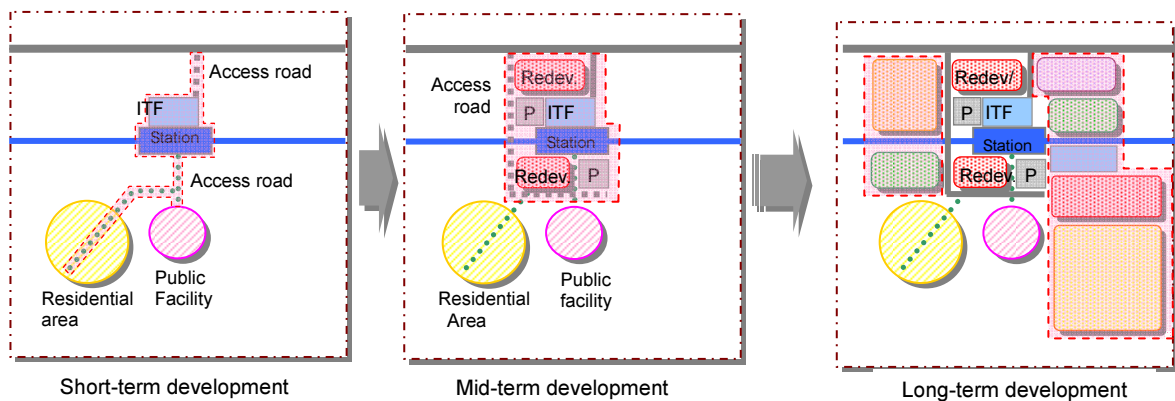 Access road
ITF
Station
Access road
Residential
area
Public
Facility
Short-term development
Access
road
Redev.
P
ITF
Station
Redev.
P
Residential
Area
Public
facility
Mid-term development
Redev/
P
ITF
Station
Redev.
P
Long-term development